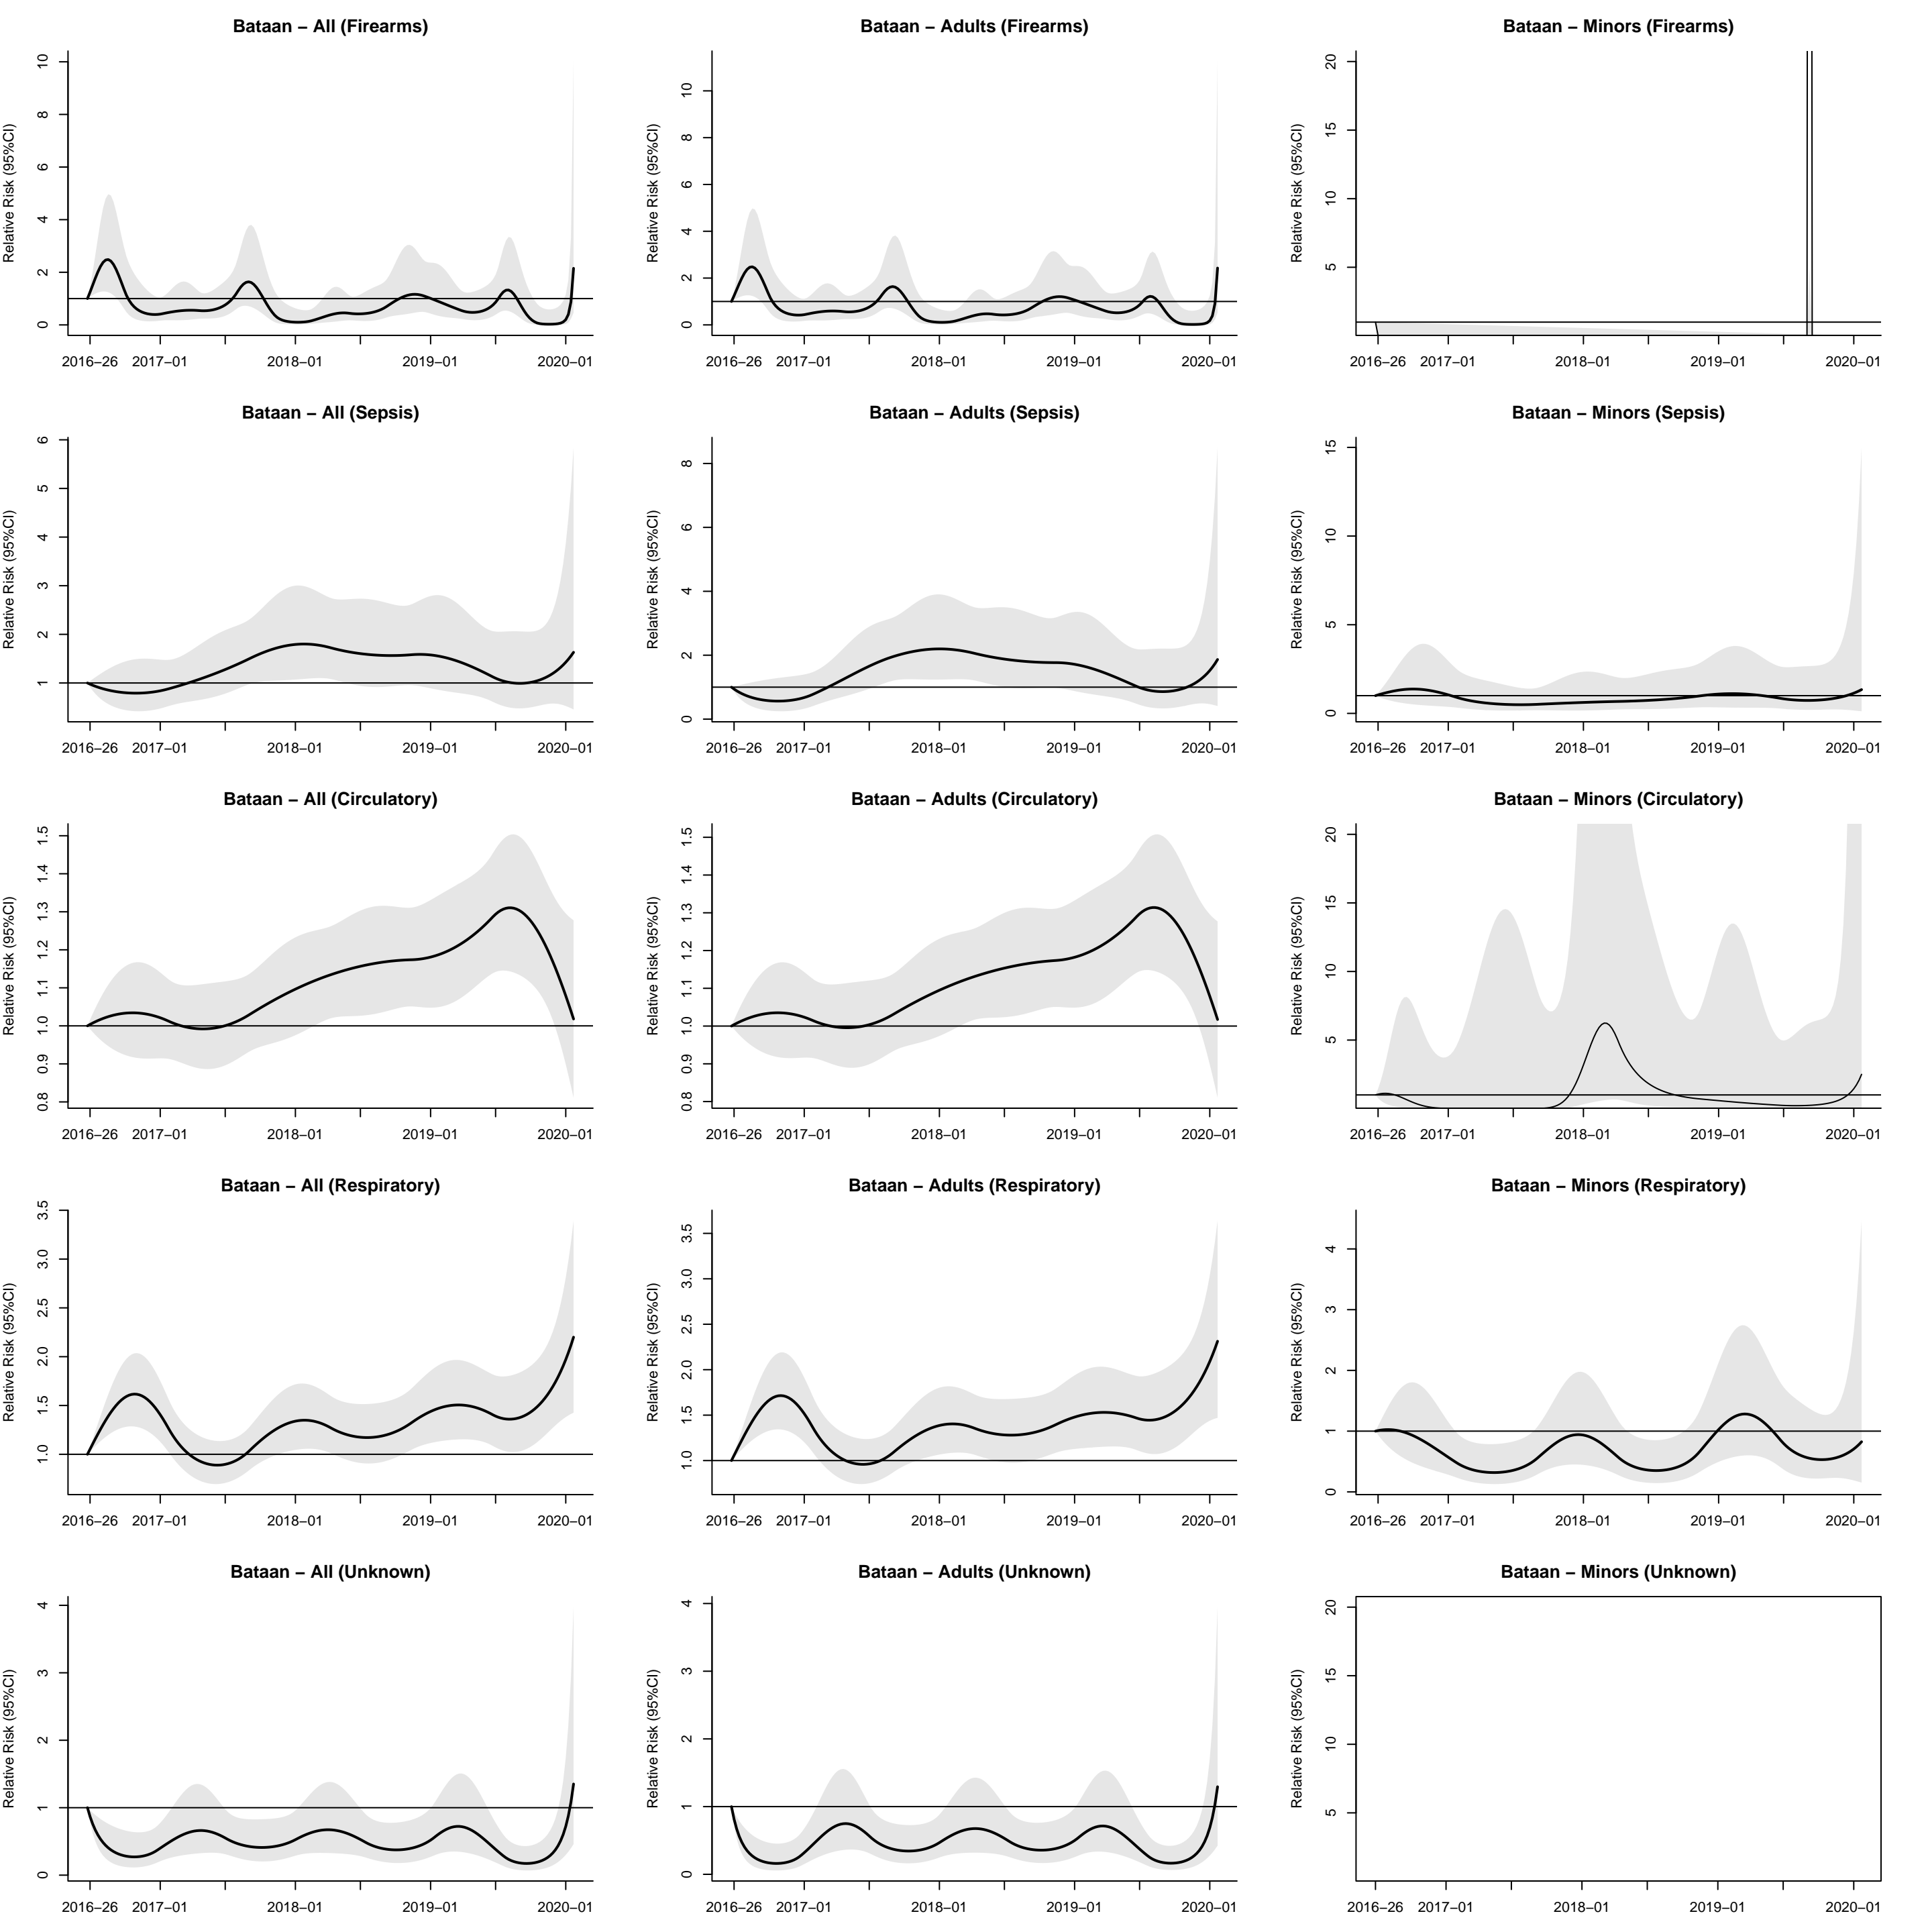 Bataan – All (Firearms)
Relative Risk (95%CI)
0 2 4 6 8 10
2016–26 2017–01 2018–01 2019–01 2020–01
Bataan – Adults (Firearms)
Relative Risk (95%CI)
0 2 4 6 8 10
2016–26 2017–01 2018–01 2019–01 2020–01
Bataan – Minors (Firearms)
Relative Risk (95%CI)
5 10 15 20
2016–26 2017–01 2018–01 2019–01 2020–01
Bataan – All (Sepsis)
Relative Risk (95%CI)
1 2 3 4 5 6
2016–26 2017–01 2018–01 2019–01 2020–01
Bataan – Adults (Sepsis)
Relative Risk (95%CI)
0 2 4 6 8
2016–26 2017–01 2018–01 2019–01 2020–01
Bataan – Minors (Sepsis)
Relative Risk (95%CI)
0 5 10 15
2016–26 2017–01 2018–01 2019–01 2020–01
Bataan – All (Circulatory)
Relative Risk (95%CI)
0.8 0.9 1.0 1.1 1.2 1.3 1.4 1.5
2016–26 2017–01 2018–01 2019–01 2020–01
Bataan – Adults (Circulatory)
Relative Risk (95%CI)
0.8 0.9 1.0 1.1 1.2 1.3 1.4 1.5
2016–26 2017–01 2018–01 2019–01 2020–01
Bataan – Minors (Circulatory)
Relative Risk (95%CI)
5 10 15 20
2016–26 2017–01 2018–01 2019–01 2020–01
Bataan – All (Respiratory)
Relative Risk (95%CI)
1.0 1.5 2.0 2.5 3.0 3.5
2016–26 2017–01 2018–01 2019–01 2020–01
Bataan – Adults (Respiratory)
Relative Risk (95%CI)
1.0 1.5 2.0 2.5 3.0 3.5
2016–26 2017–01 2018–01 2019–01 2020–01
Bataan – Minors (Respiratory)
Relative Risk (95%CI)
0 1 2 3 4
2016–26 2017–01 2018–01 2019–01 2020–01
Bataan – All (Unknown)
Relative Risk (95%CI)
0 1 2 3 4
2016–26 2017–01 2018–01 2019–01 2020–01
Bataan – Adults (Unknown)
Relative Risk (95%CI)
0 1 2 3 4
2016–26 2017–01 2018–01 2019–01 2020–01
Bataan – Minors (Unknown)
Relative Risk (95%CI)
5 10 15 20
2016–26 2017–01 2018–01 2019–01 2020–01